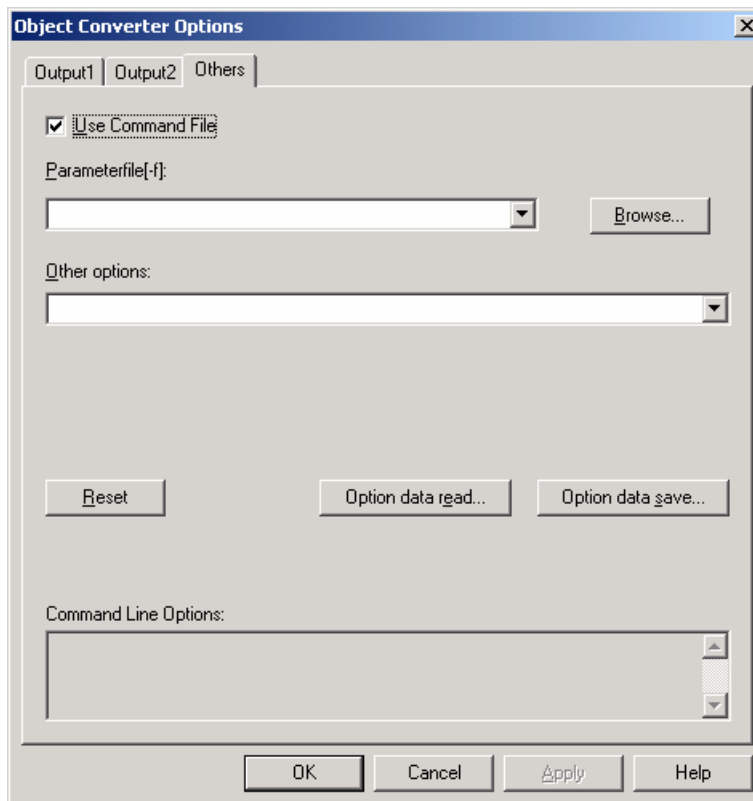 Object Converter Options
Output1 Output2 Others
Use Command File
Parameterfile[-f]:
Browse...
Other options:
Reset Option data read... Option data save...
Command Line Options:
OK Cancel Apply Help